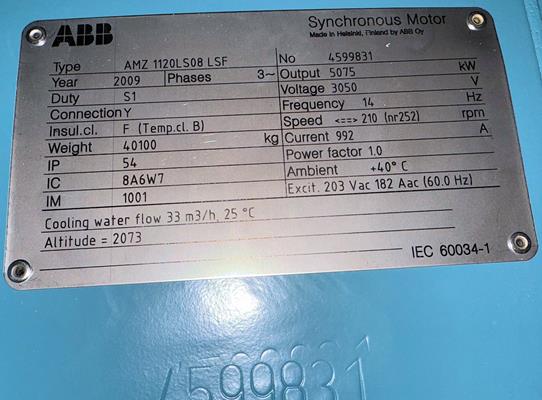 ABB
Synchronous Motor
Made in Helsinki, Finland by ABB Oy
Type AMZ 1120LS08 LSF
Year 2009 Phases 3~
Duty S1
Connection Y
Insul.cl. F (Temp.cl. B)
Weight 40100 kg
IP 54
IC 8A6W7
IM 1001
No 4599831
Output 5075 kW
Voltage 3050 V
Frequency 14 Hz
Speed <==> 210 (nr252) rpm
Current 992 A
Power factor 1.0
Ambient +40° C
Excit. 203 Vac 182 Aac (60.0 Hz)
Cooling water flow 33 m3/h, 25 °C
Altitude = 2073
IEC 60034-1
4599831